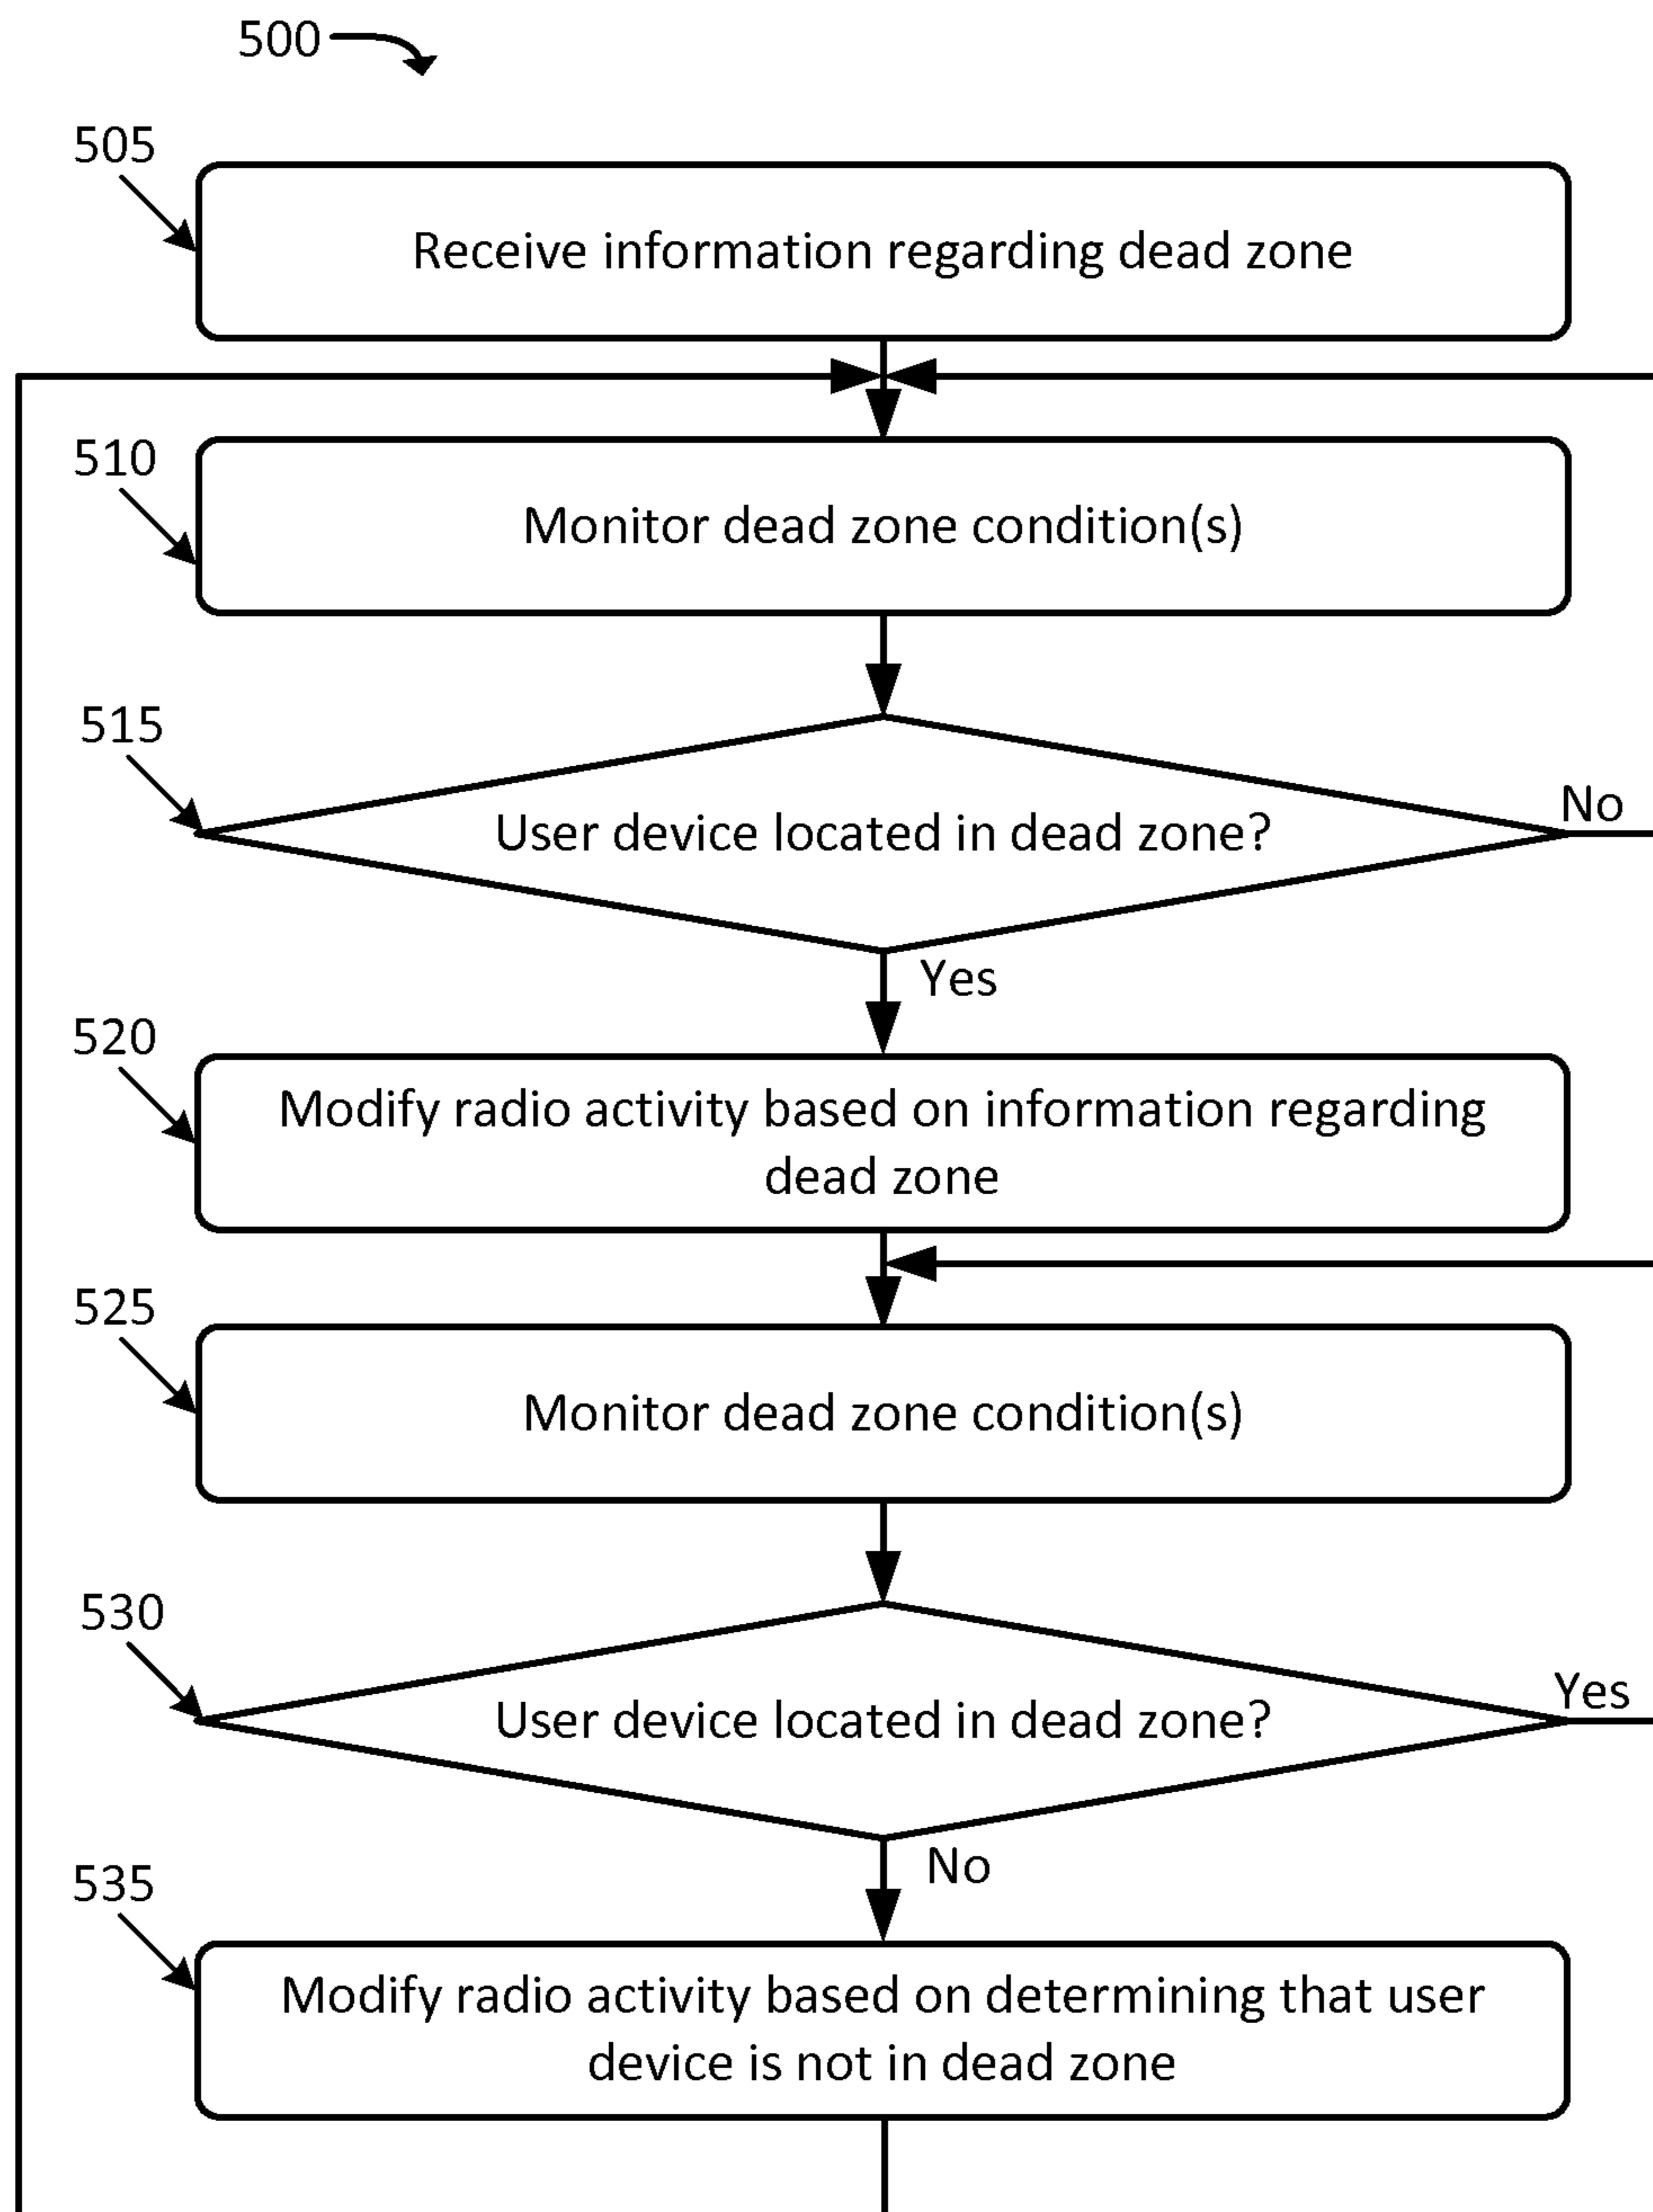 500
505
Receive information regarding dead zone
510
Monitor dead zone condition(s)
515
User device located in dead zone?
No
Yes
520
Modify radio activity based on information regarding
dead zone
525
Monitor dead zone condition(s)
530
User device located in dead zone?
Yes
No
535
Modify radio activity based on determining that user
device is not in dead zone